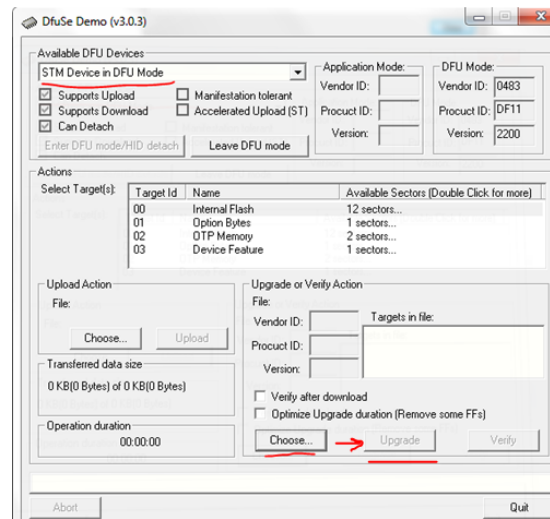 DfuSe Demo (v3.0.3)
Available DFU Devices
STM Device in DFU Mode
Supports Upload
Manifestation tolerant
Supports Download
Accelerated Upload (ST)
Can Detach
Enter DFU mode/HID detach
Leave DFU mode
Application Mode:
Vendor ID:
Procuct ID:
Version:
DFU Mode:
Vendor ID: 0483
Procuct ID: DF11
Version: 2200
Actions
Select Target(s):
Target Id Name Available Sectors (Double Click for more)
00 Internal Flash 12 sectors...
01 Option Bytes 1 sectors...
02 OTP Memory 2 sectors...
03 Device Feature 1 sectors...
Upload Action
File:
Choose... Upload
Transferred data size
0 KB(0 Bytes) of 0 KB(0 Bytes)
Operation duration
00:00:00
Upgrade or Verify Action
File:
Vendor ID:
Procuct ID:
Version:
Targets in file:
Verify after download
Optimize Upgrade duration (Remove some FFs)
Choose... Upgrade Verify
Abort Quit